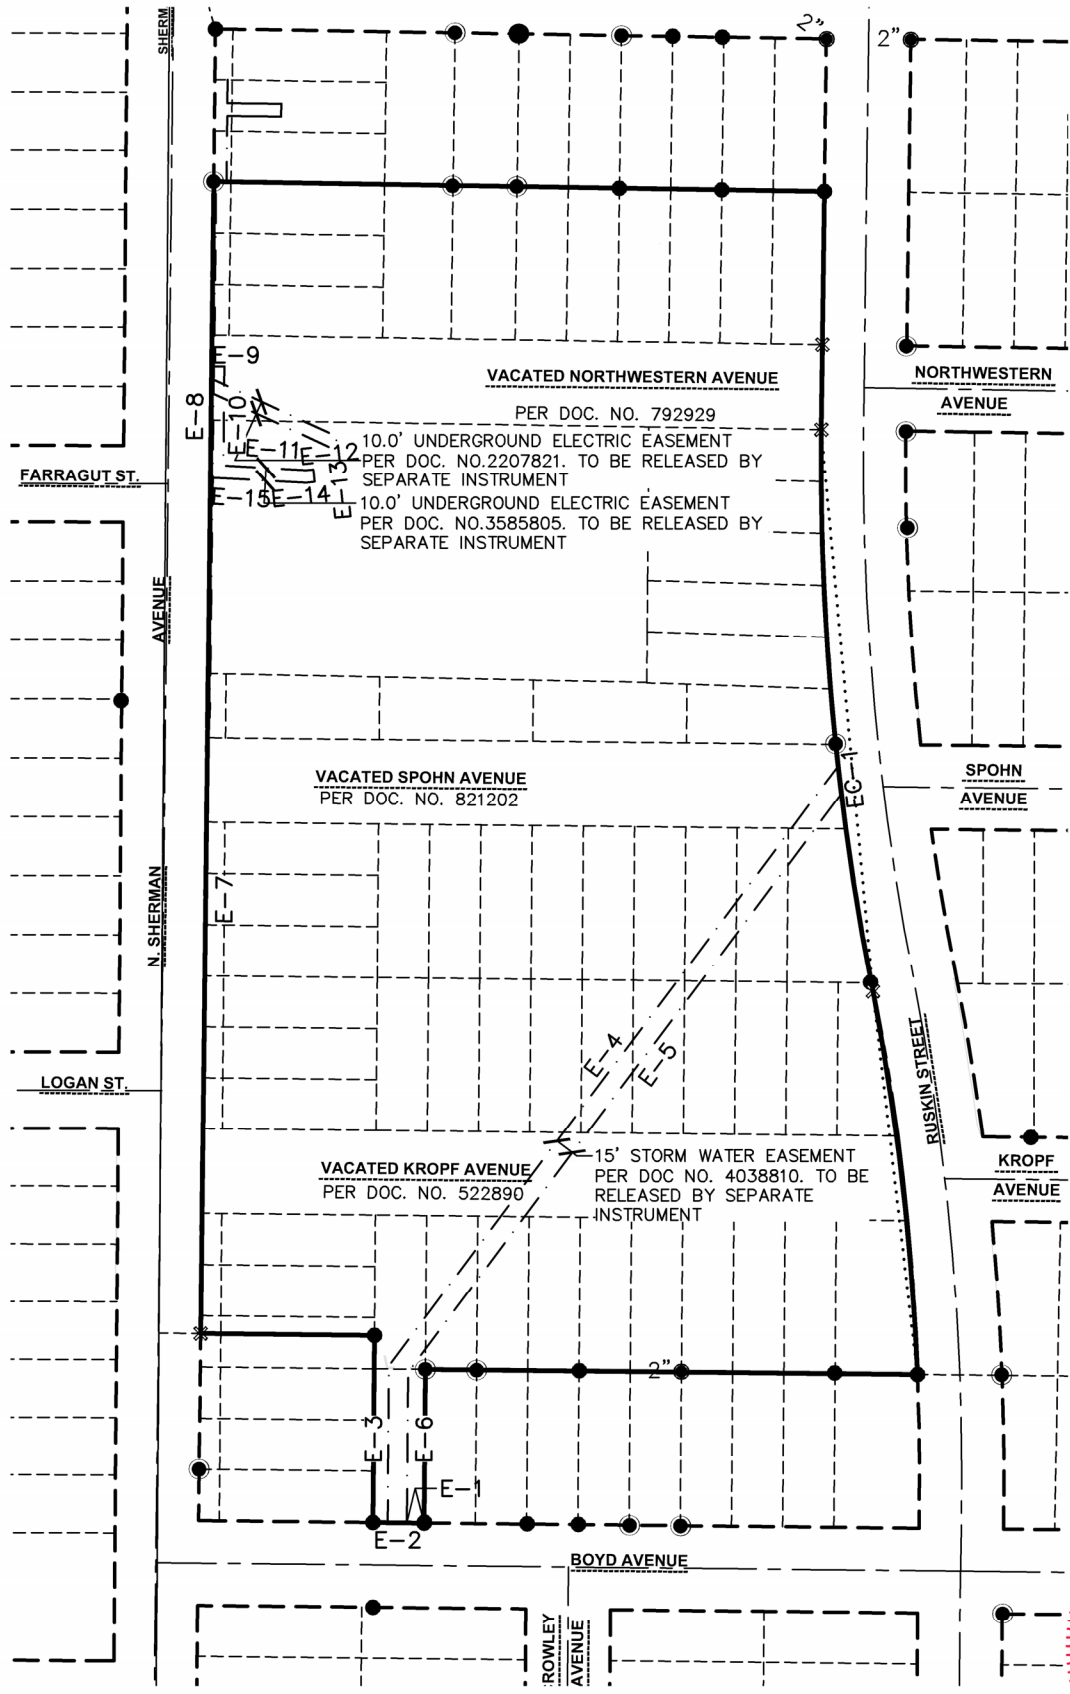 SHERM
2"
2"
E-9
VACATED NORTHWESTERN AVENUE
PER DOC. NO. 792929
NORTHWESTERN
AVENUE
E-8
E-10
E-11
E-12
10.0' UNDERGROUND ELECTRIC EASEMENT
PER DOC. NO.2207821. TO BE RELEASED BY
SEPARATE INSTRUMENT
FARRAGUT ST.
E-13
E-15
E-14
10.0' UNDERGROUND ELECTRIC EASEMENT
PER DOC. NO.3585805. TO BE RELEASED BY
SEPARATE INSTRUMENT
AVENUE
VACATED SPOHN AVENUE
PER DOC. NO. 821202
EC-1
SPOHN
AVENUE
E-7
N. SHERMAN
E-4
E-5
LOGAN ST.
RUSKIN STREET
VACATED KROPF AVENUE
PER DOC. NO. 522890
15' STORM WATER EASEMENT
PER DOC NO. 4038810. TO BE
RELEASED BY SEPARATE
INSTRUMENT
KROPF
AVENUE
2"
E-3
E-6
E-1
E-2
BOYD AVENUE
ROWLEY
AVENUE